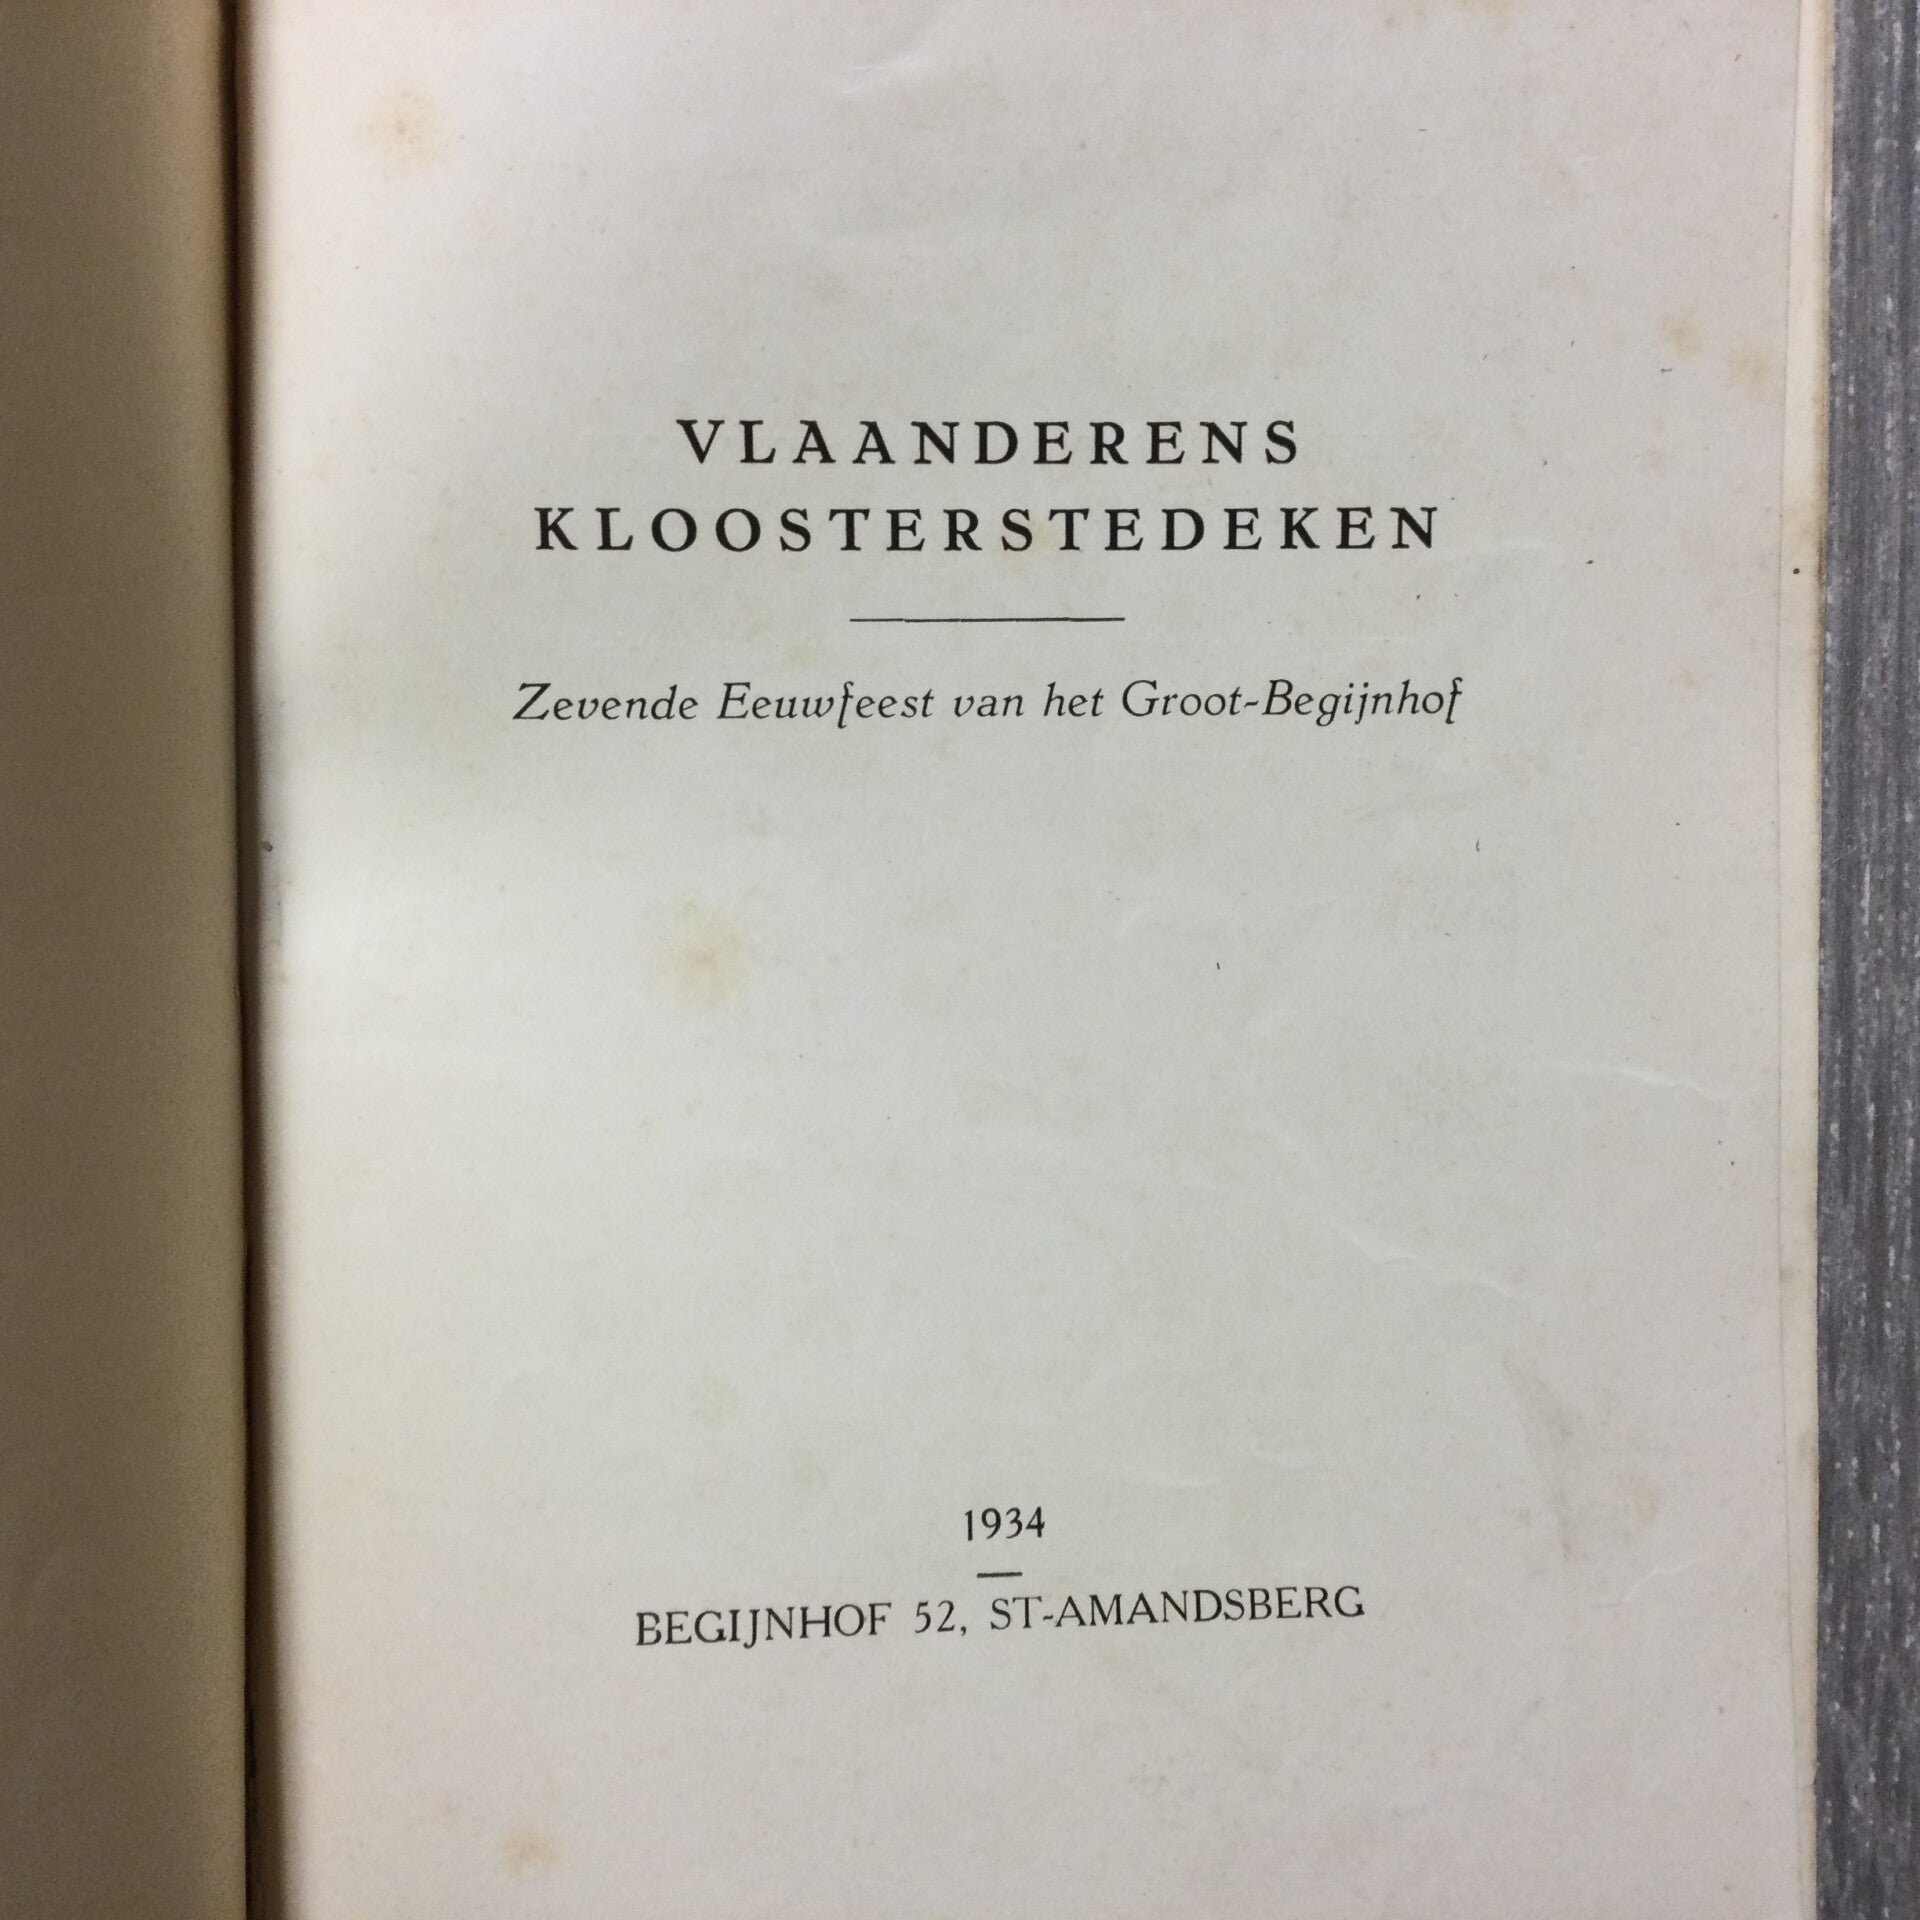 VLAANDERENS
KLOOSTERSTEDEKEN
Zevende Eeuwfeest van het Groot-Begijnhof
1934
BEGIJNHOF 52, ST-AMANDSBERG